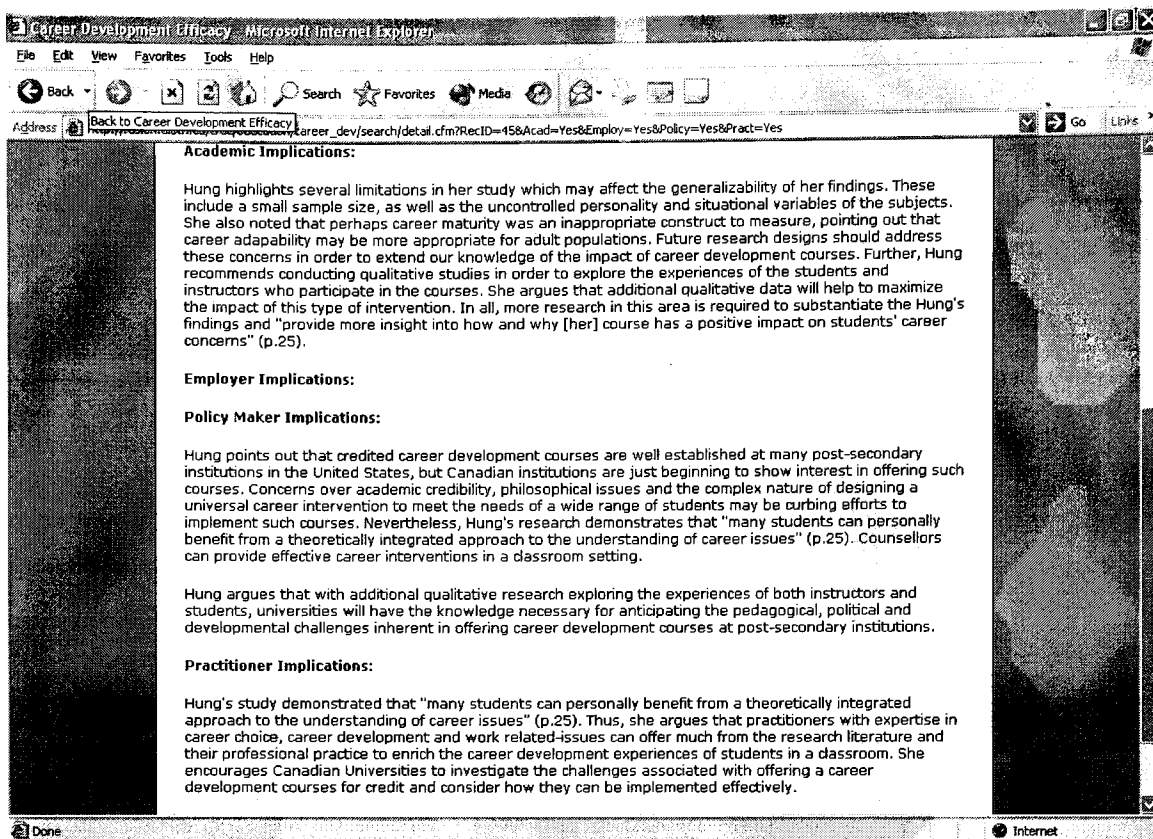 Career Development Efficacy - Microsoft Internet Explorer
File Edit View Favorites Tools Help
Back Search Favorites Media
Back to Career Development Efficacy
Address career_dev/search/detail.cfm?RecID=45&Acad=Yes&Employ=Yes&Policy=Yes&Pract=Yes Go Links »
Academic Implications:
Hung highlights several limitations in her study which may affect the generalizability of her findings. These
include a small sample size, as well as the uncontrolled personality and situational variables of the subjects.
She also noted that perhaps career maturity was an inappropriate construct to measure, pointing out that
career adapability may be more appropriate for adult populations. Future research designs should address
these concerns in order to extend our knowledge of the impact of career development courses. Further, Hung
recommends conducting qualitative studies in order to explore the experiences of the students and
instructors who participate in the courses. She argues that additional qualitative data will help to maximize
the impact of this type of intervention. In all, more research in this area is required to substantiate the Hung's
findings and "provide more insight into how and why [her] course has a positive impact on students' career
concerns" (p.25).
Employer Implications:
Policy Maker Implications:
Hung points out that credited career development courses are well established at many post-secondary
institutions in the United States, but Canadian institutions are just beginning to show interest in offering such
courses. Concerns over academic credibility, philosophical issues and the complex nature of designing a
universal career intervention to meet the needs of a wide range of students may be curbing efforts to
implement such courses. Nevertheless, Hung's research demonstrates that "many students can personally
benefit from a theoretically integrated approach to the understanding of career issues" (p.25). Counsellors
can provide effective career interventions in a classroom setting.
Hung argues that with additional qualitative research exploring the experiences of both instructors and
students, universities will have the knowledge necessary for anticipating the pedagogical, political and
developmental challenges inherent in offering career development courses at post-secondary institutions.
Practitioner Implications:
Hung's study demonstrated that "many students can personally benefit from a theoretically integrated
approach to the understanding of career issues" (p.25). Thus, she argues that practitioners with expertise in
career choice, career development and work related-issues can offer much from the research literature and
their professional practice to enrich the career development experiences of students in a classroom. She
encourages Canadian Universities to investigate the challenges associated with offering a career
development courses for credit and consider how they can be implemented effectively.
Done Internet